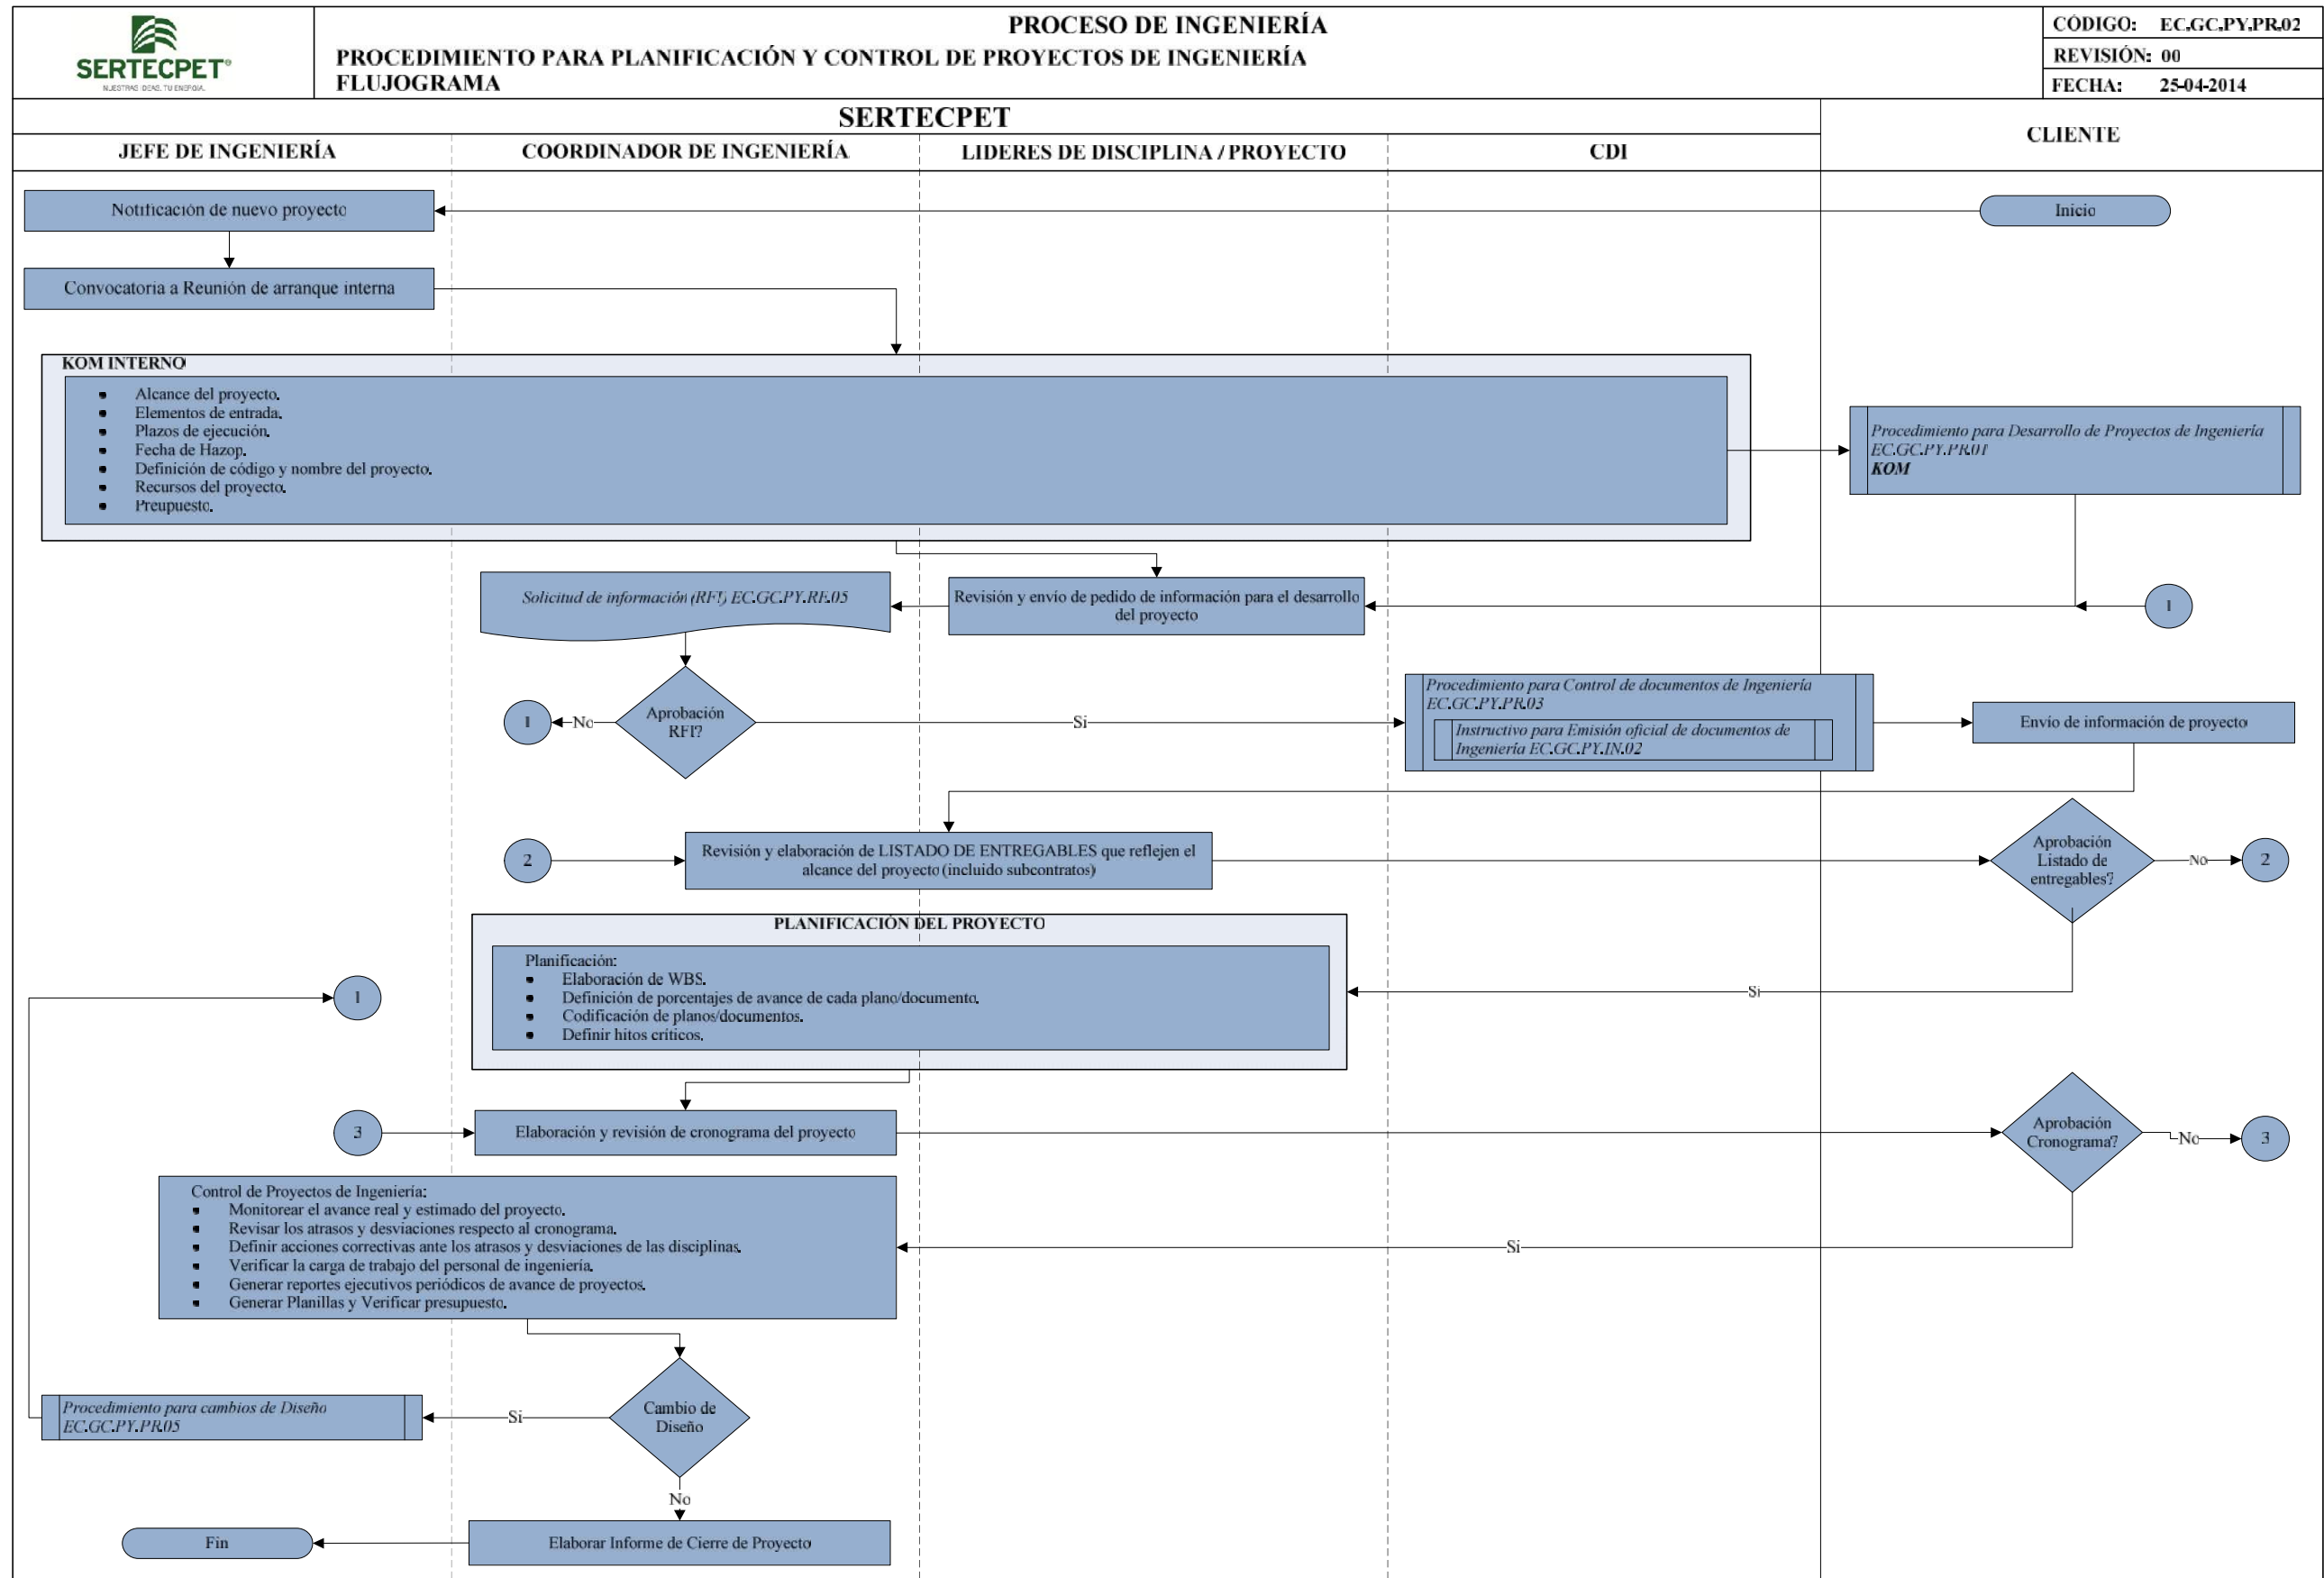 SERTECPET®
NUESTRAS IDEAS, TU ENERGIA.
PROCESO DE INGENIERÍA
PROCEDIMIENTO PARA PLANIFICACIÓN Y CONTROL DE PROYECTOS DE INGENIERÍA
FLUJOGRAMA
CÓDIGO: EC.GC.PY.PR.02
REVISIÓN: 00
FECHA: 25-04-2014
SERTECPET
CLIENTE
JEFE DE INGENIERÍA
COORDINADOR DE INGENIERÍA
LIDERES DE DISCIPLINA / PROYECTO
CDI
Notificación de nuevo proyecto
Inicio
Convocatoria a Reunión de arranque interna
KOM INTERNO
Alcance del proyecto.
Elementos de entrada.
Plazos de ejecución.
Fecha de Hazop.
Definición de código y nombre del proyecto.
Recursos del proyecto.
Prepuesto.
Procedimiento para Desarrollo de Proyectos de Ingeniería
EC.GC.PY.PR.01
KOM
Solicitud de información (RFI) EC.GC.PY.RE.05
Revisión y envío de pedido de información para el desarrollo
del proyecto
1
1
No
Aprobación
RFI?
Si
Procedimiento para Control de documentos de Ingeniería
EC.GC.PY.PR.03
Instructivo para Emisión oficial de documentos de
Ingeniería EC.GC.PY.IN.02
Envío de información de proyecto
2
Revisión y elaboración de LISTADO DE ENTREGABLES que reflejen el
alcance del proyecto (incluido subcontratos)
Aprobación
Listado de
entregables?
No
2
PLANIFICACIÓN DEL PROYECTO
Planificación:
Elaboración de WBS.
Definición de porcentajes de avance de cada plano/documento.
Codificación de planos/documentos.
Definir hitos críticos.
Si
1
3
Elaboración y revisión de cronograma del proyecto
Aprobación
Cronograma?
No
3
Control de Proyectos de Ingeniería:
Monitorear el avance real y estimado del proyecto.
Revisar los atrasos y desviaciones respecto al cronograma.
Definir acciones correctivas ante los atrasos y desviaciones de las disciplinas.
Verificar la carga de trabajo del personal de ingeniería.
Generar reportes ejecutivos periódicos de avance de proyectos.
Generar Planillas y Verificar presupuesto.
Si
Procedimiento para cambios de Diseño
EC.GC.PY.PR.05
Si
Cambio de
Diseño
No
Fin
Elaborar Informe de Cierre de Proyecto